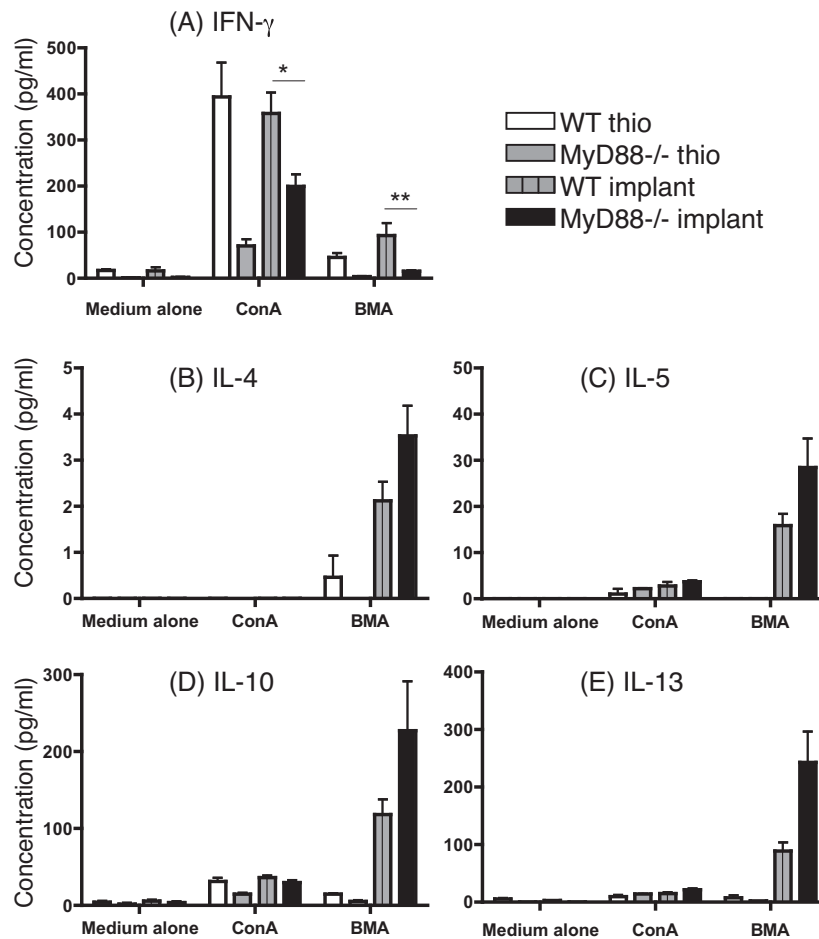 (A) IFN-γ
Concentration (pg/ml)
500
400
300
200
100
0
*
**
Medium alone ConA BMA
WT thio
MyD88-/- thio
WT implant
MyD88-/- implant
(B) IL-4
Concentration (pg/ml)
5
4
3
2
1
0
Medium alone ConA BMA
(C) IL-5
50
40
30
20
10
0
Medium alone ConA BMA
(D) IL-10
Concentration (pg/ml)
300
200
100
0
Medium alone ConA BMA
(E) IL-13
400
300
200
100
0
Medium alone ConA BMA